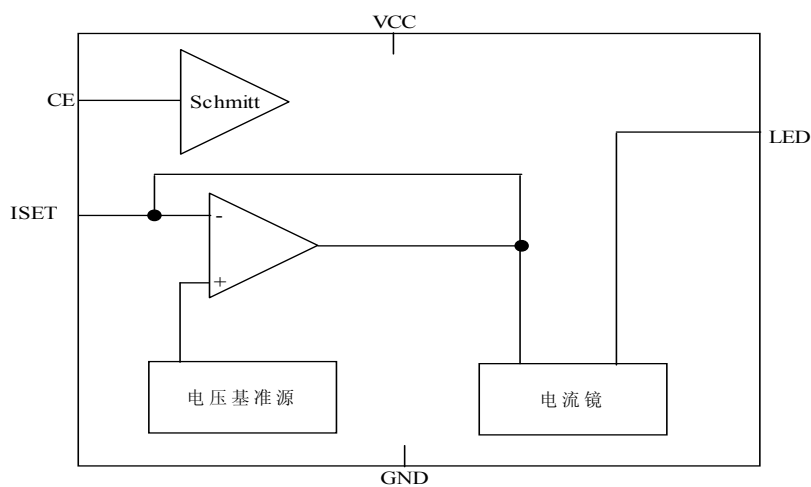 VCC
CE
Schmitt
LED
ISET
-
+
电压基准源
电流镜
GND